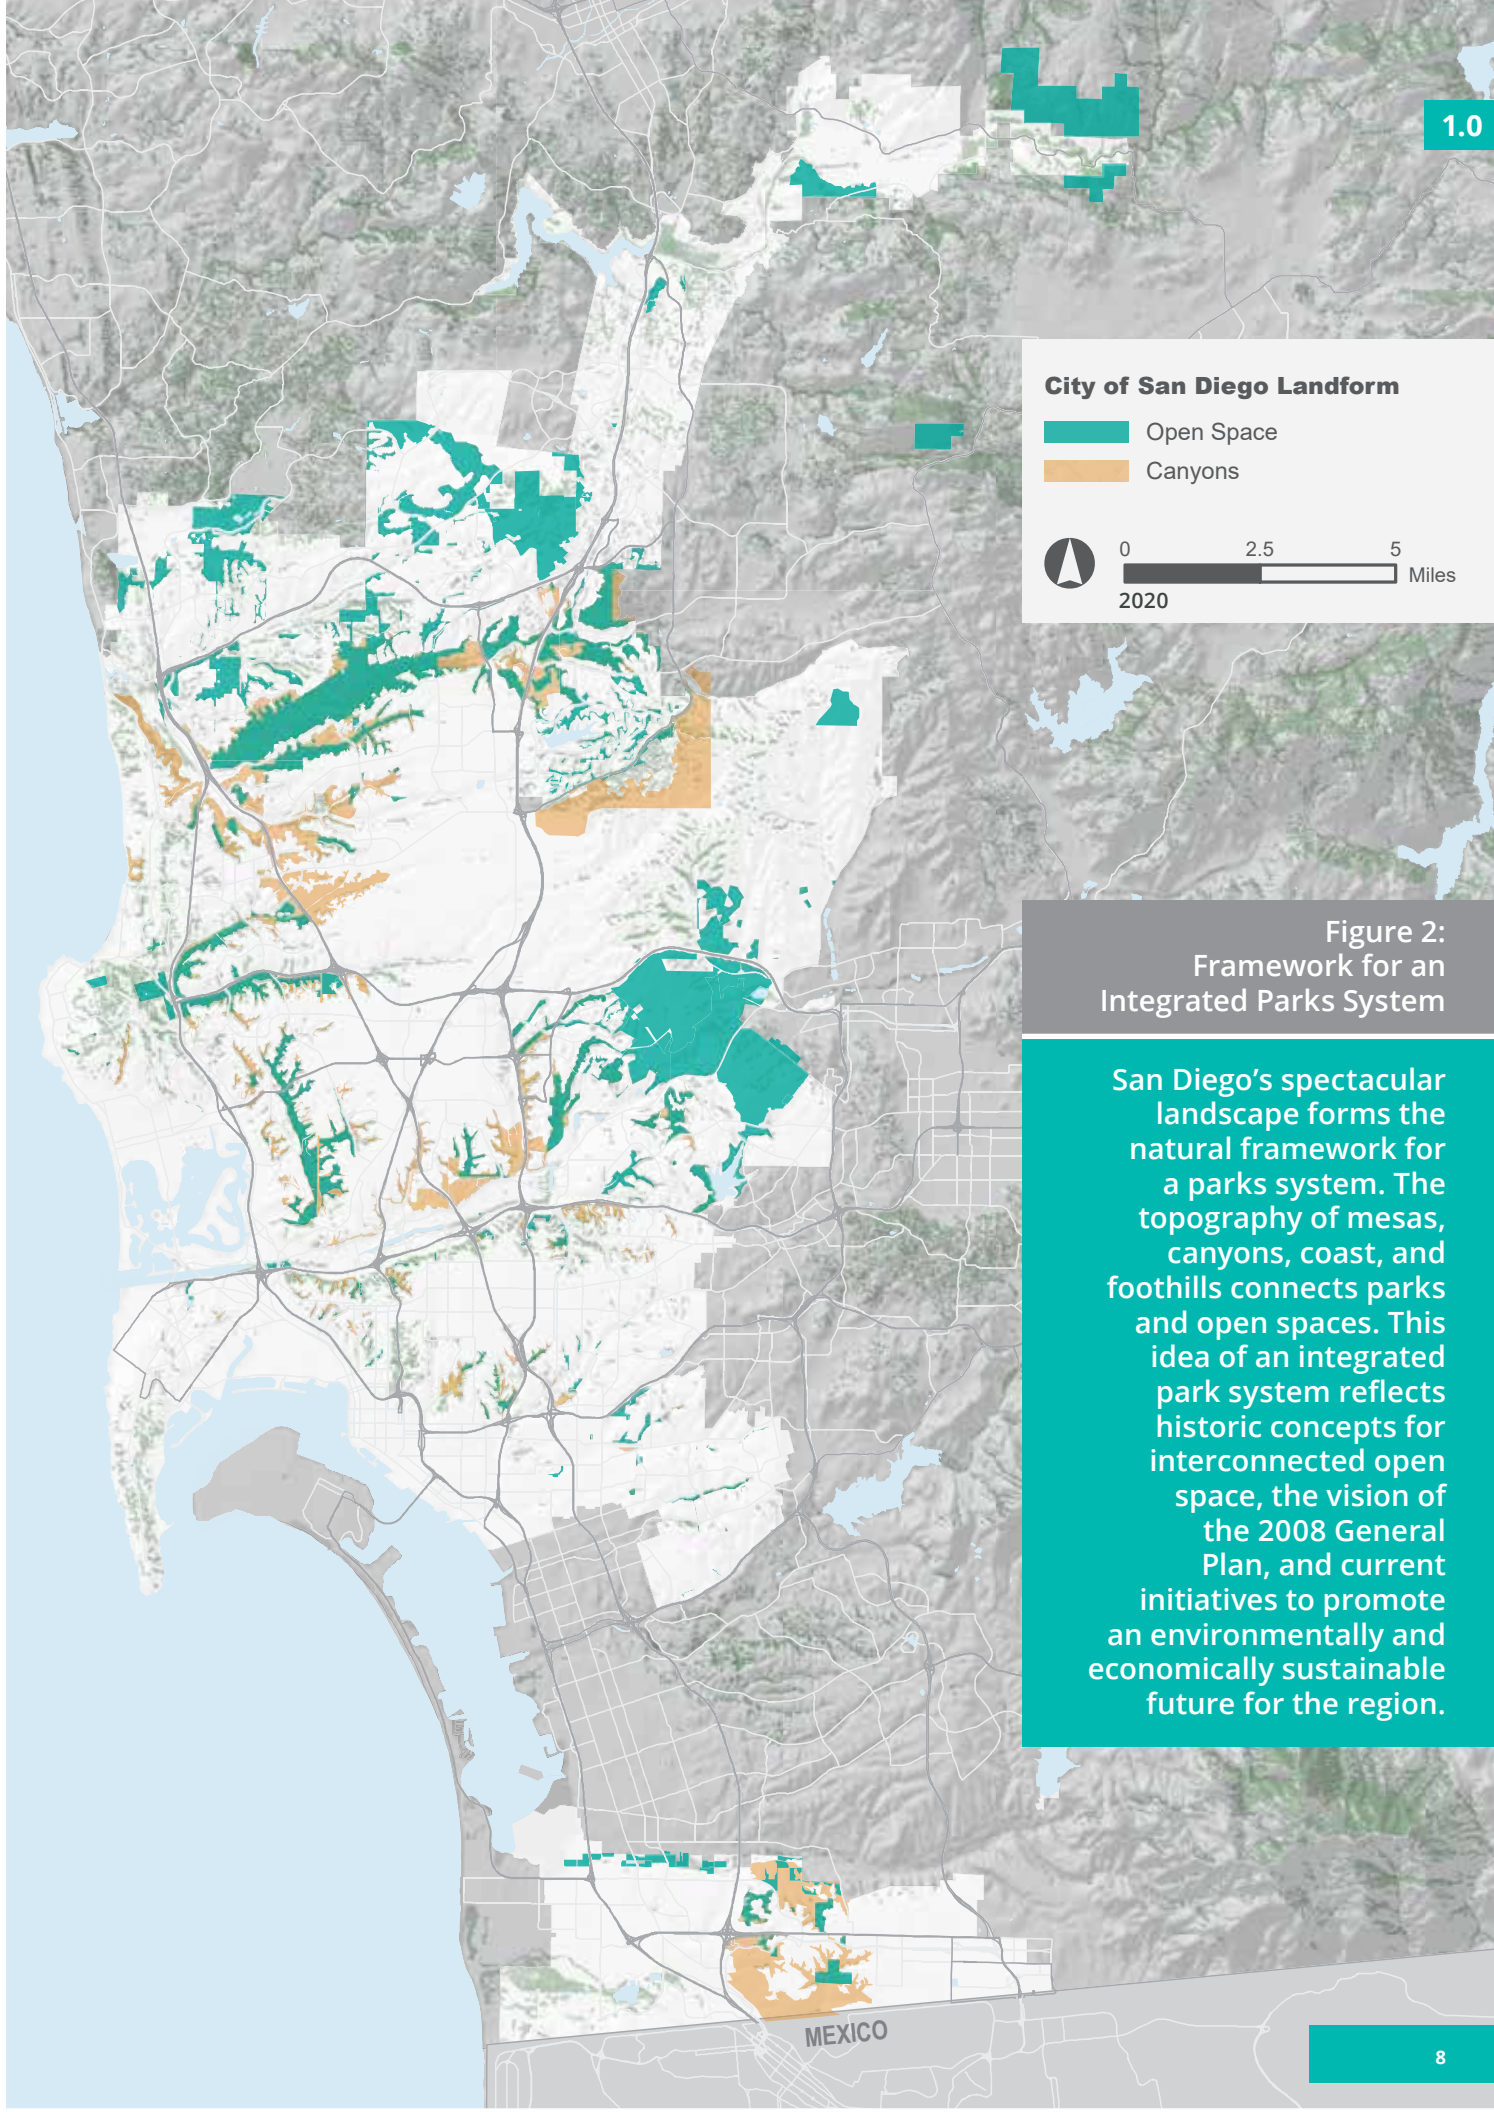 1.0
City of San Diego Landform
Open Space
Canyons
0 2.5 5
Miles
2020
Figure 2:
Framework for an
Integrated Parks System
San Diego’s spectacular
landscape forms the
natural framework for
a parks system. The
topography of mesas,
canyons, coast, and
foothills connects parks
and open spaces. This
idea of an integrated
park system reflects
historic concepts for
interconnected open
space, the vision of
the 2008 General
Plan, and current
initiatives to promote
an environmentally and
economically sustainable
future for the region.
MEXICO
8